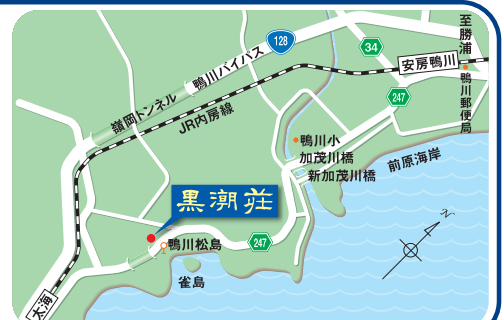 至勝浦
128
34
鴨川バイパス
安房鴨川
247
鴨川郵便局
嶺岡トンネル
JR内房線
鴨川小
加茂川橋
新加茂川橋
前原海岸
黒潮荘
鴨川松島
247
雀島
太海
N